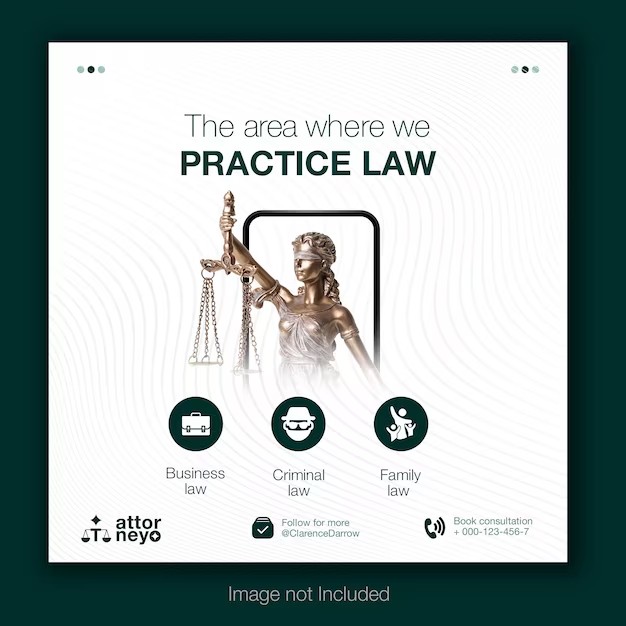 The area where we
PRACTICE LAW
Business
law
Criminal
law
Family
law
attor
ney
Follow for more
@ClarenceDarrow
Book consultation
+ 000-123-456-7
Image not Included